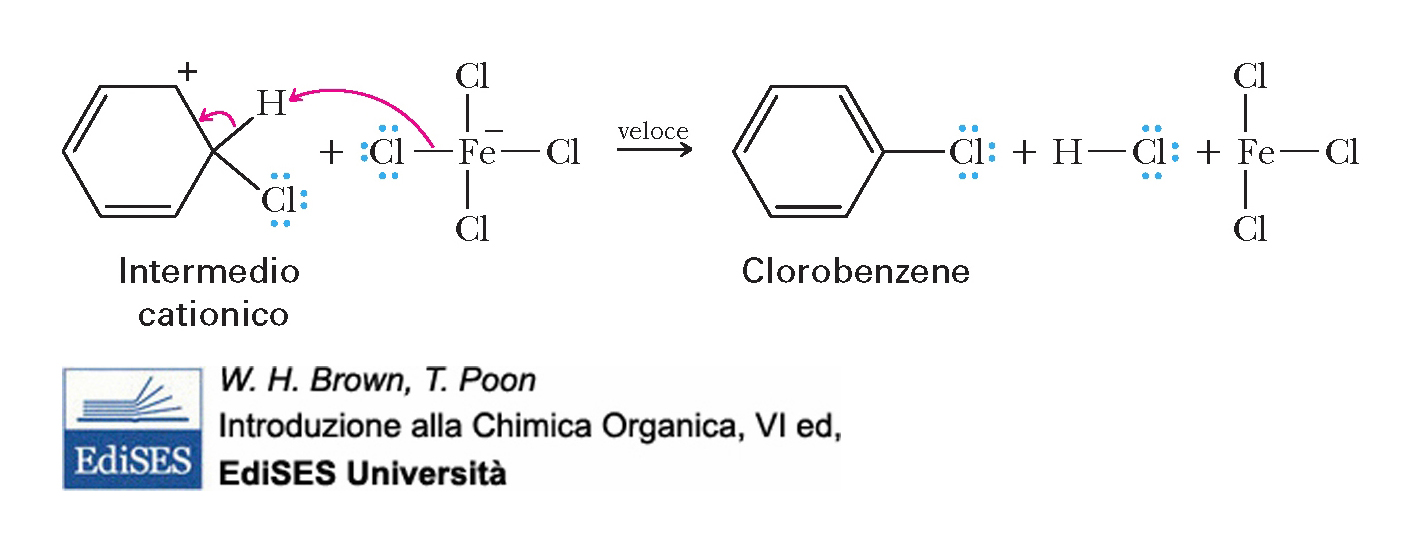 +
H
Cl
+ :Cl—Fe—Cl
Cl
Cl
−
veloce
Cl: + H—Cl: + Fe—Cl
Cl
Cl
Cl:
Intermedio
cationico
Clorobenzene
W. H. Brown, T. Poon
Introduzione alla Chimica Organica, VI ed,
EdiSES Università
EdiSES